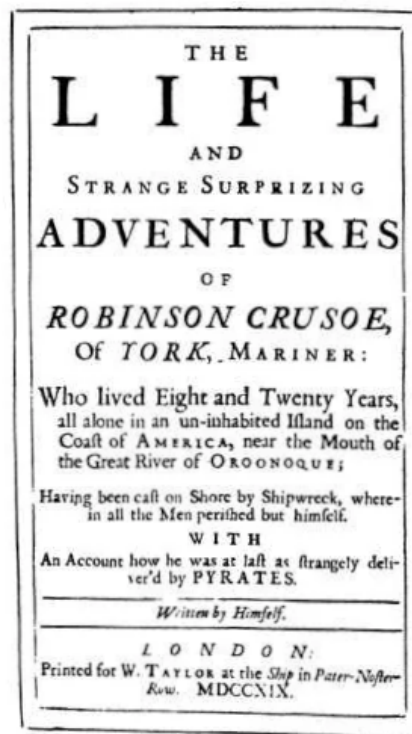 THE
LIFE
AND
STRANGE SURPRIZING
ADVENTURES
OF
ROBINSON CRUSOE,
Of YORK, MARINER:
Who lived Eight and Twenty Years,
all alone in an un-inhabited Iſland on the
Coaſt of AMERICA, near the Mouth of
the Great River of OROONOQUE;
Having been caſt on Shore by Shipwreck, where-
in all the Men periſhed but himſelf.
WITH
An Account how he was at laſt as ſtrangely deli-
ver'd by PYRATES.
Written by Himſelf.
LONDON:
Printed for W. TAYLOR at the Ship in Pater-Noſter-
Row. MDCCXIX.